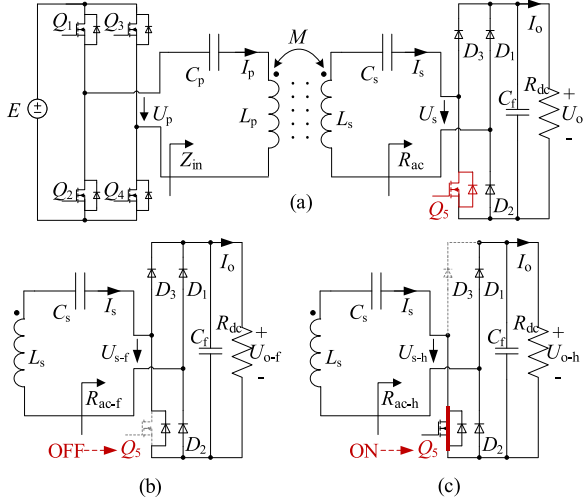 Q1 Q3 M D3 D1 Io
Cp Ip Cs Is
E Up Lp Ls Us Cf Rdc + Uo -
Zin Rac
Q2 Q4 Q5 D2
(a)
Cs Is D3 D1 Io
Ls Us-f Cf Rdc + Uo-f -
Rac-f
OFF Q5 D2
(b)
Cs Is D3 D1 Io
Ls Us-h Cf Rdc + Uo-h -
Rac-h
ON Q5 D2
(c)